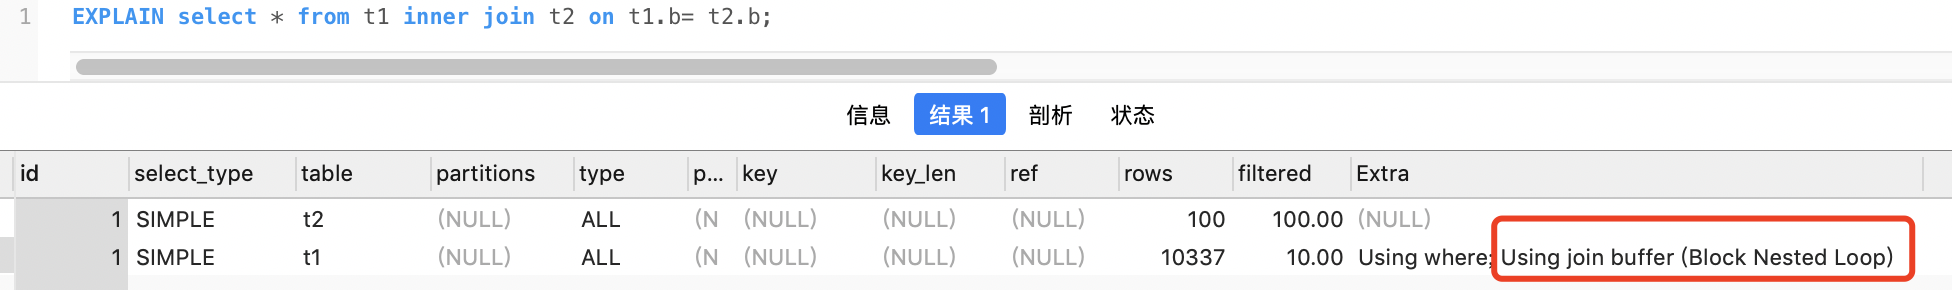 1 EXPLAIN select * from t1 inner join t2 on t1.b= t2.b;
信息 结果 1 剖析 状态
id select_type table partitions type p... key key_len ref rows filtered Extra
1 SIMPLE t2 (NULL) ALL (N (NULL) (NULL) (NULL) 100 100.00 (NULL)
1 SIMPLE t1 (NULL) ALL (N (NULL) (NULL) (NULL) 10337 10.00 Using where; Using join buffer (Block Nested Loop)